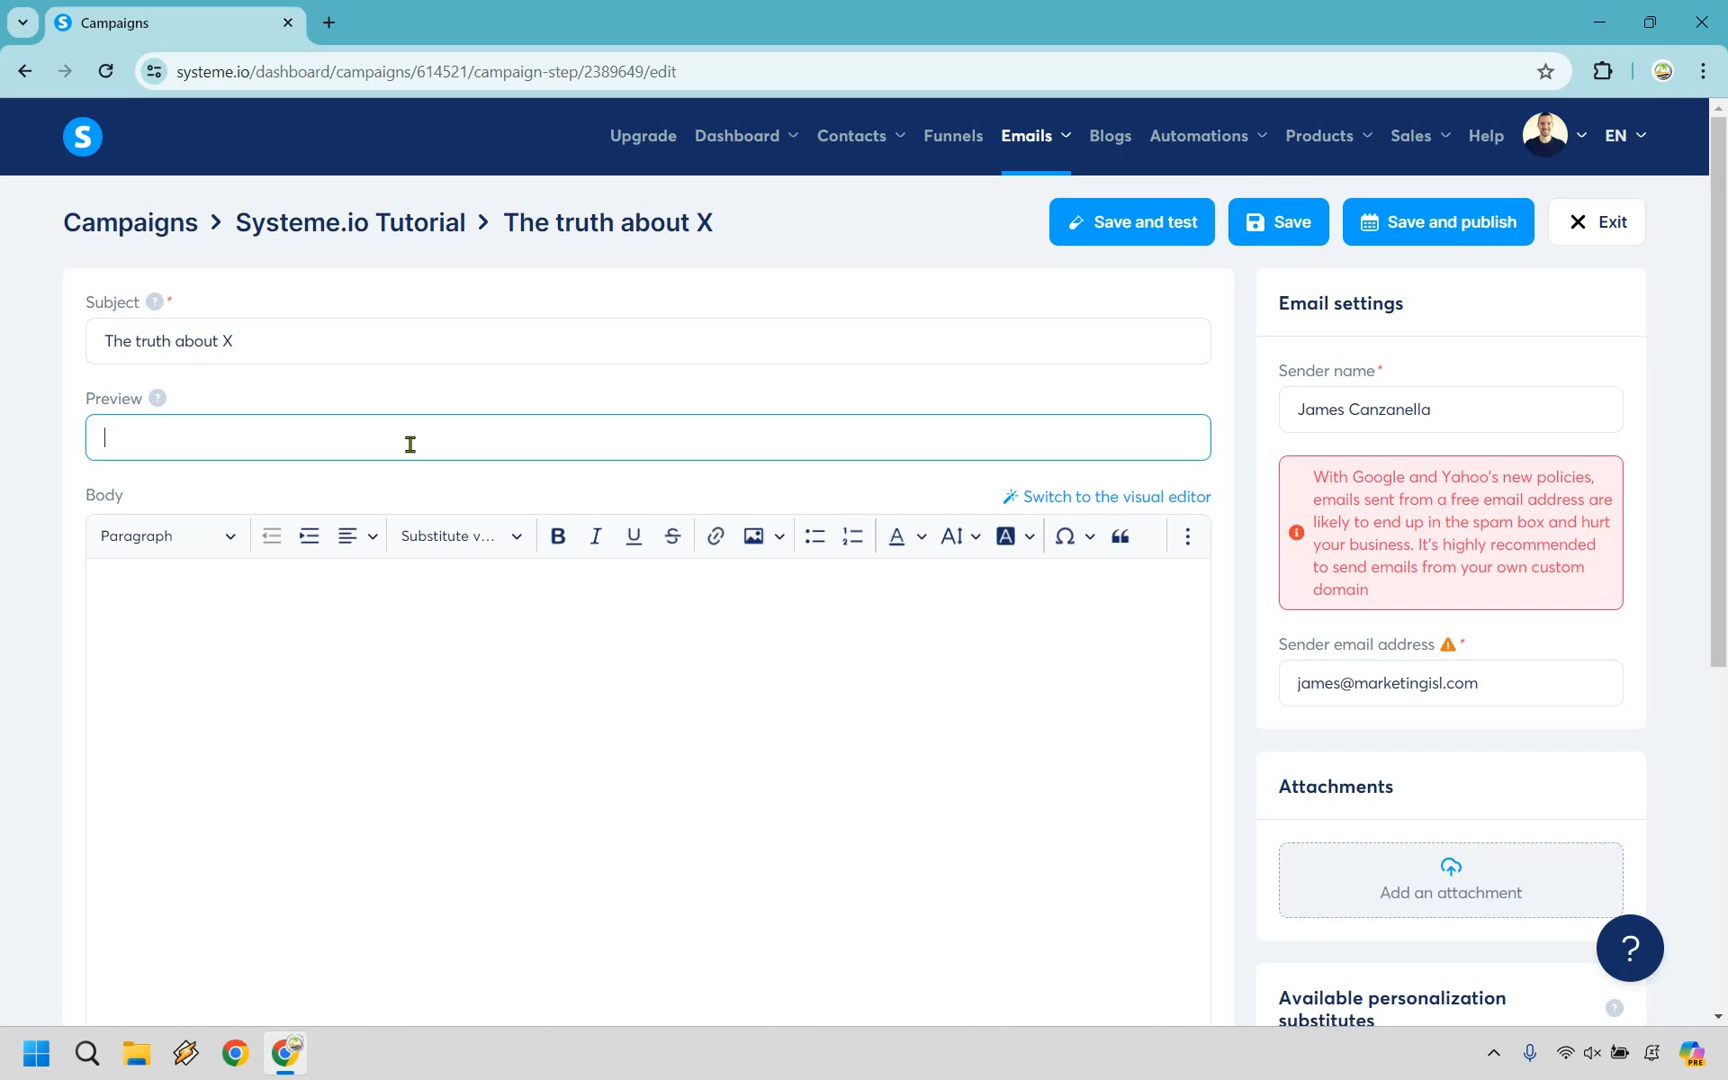 Campaigns
systeme.io/dashboard/campaigns/614521/campaign-step/2389649/edit
S
Upgrade Dashboard Contacts Funnels Emails Blogs Automations Products Sales Help EN
Campaigns > Systeme.io Tutorial > The truth about X
Save and test Save Save and publish Exit
Subject ? *
The truth about X
Preview ?
Body
Switch to the visual editor
Paragraph
Substitute v...
B I U S A A Ω
Email settings
Sender name*
James Canzanella
With Google and Yahoo's new policies,
emails sent from a free email address are
likely to end up in the spam box and hurt
your business. It's highly recommended
to send emails from your own custom
domain
Sender email address *
james@marketingisl.com
Attachments
Add an attachment
?
Available personalization
substitutes
?
PRE